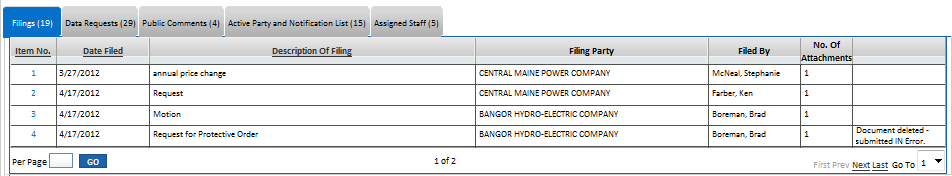 Filings (19) Data Requests (29) Public Comments (4) Active Party and Notification List (15) Assigned Staff (5)
Item No. Date Filed Description Of Filing Filing Party Filed By No. Of Attachments
1 3/27/2012 annual price change CENTRAL MAINE POWER COMPANY McNeal, Stephanie 1
2 4/17/2012 Request CENTRAL MAINE POWER COMPANY Farber, Ken 1
3 4/17/2012 Motion BANGOR HYDRO-ELECTRIC COMPANY Boreman, Brad 1
4 4/17/2012 Request for Protective Order BANGOR HYDRO-ELECTRIC COMPANY Boreman, Brad 1 Document deleted - submitted IN Error.
Per Page GO 1 of 2 First Prev Next Last Go To 1